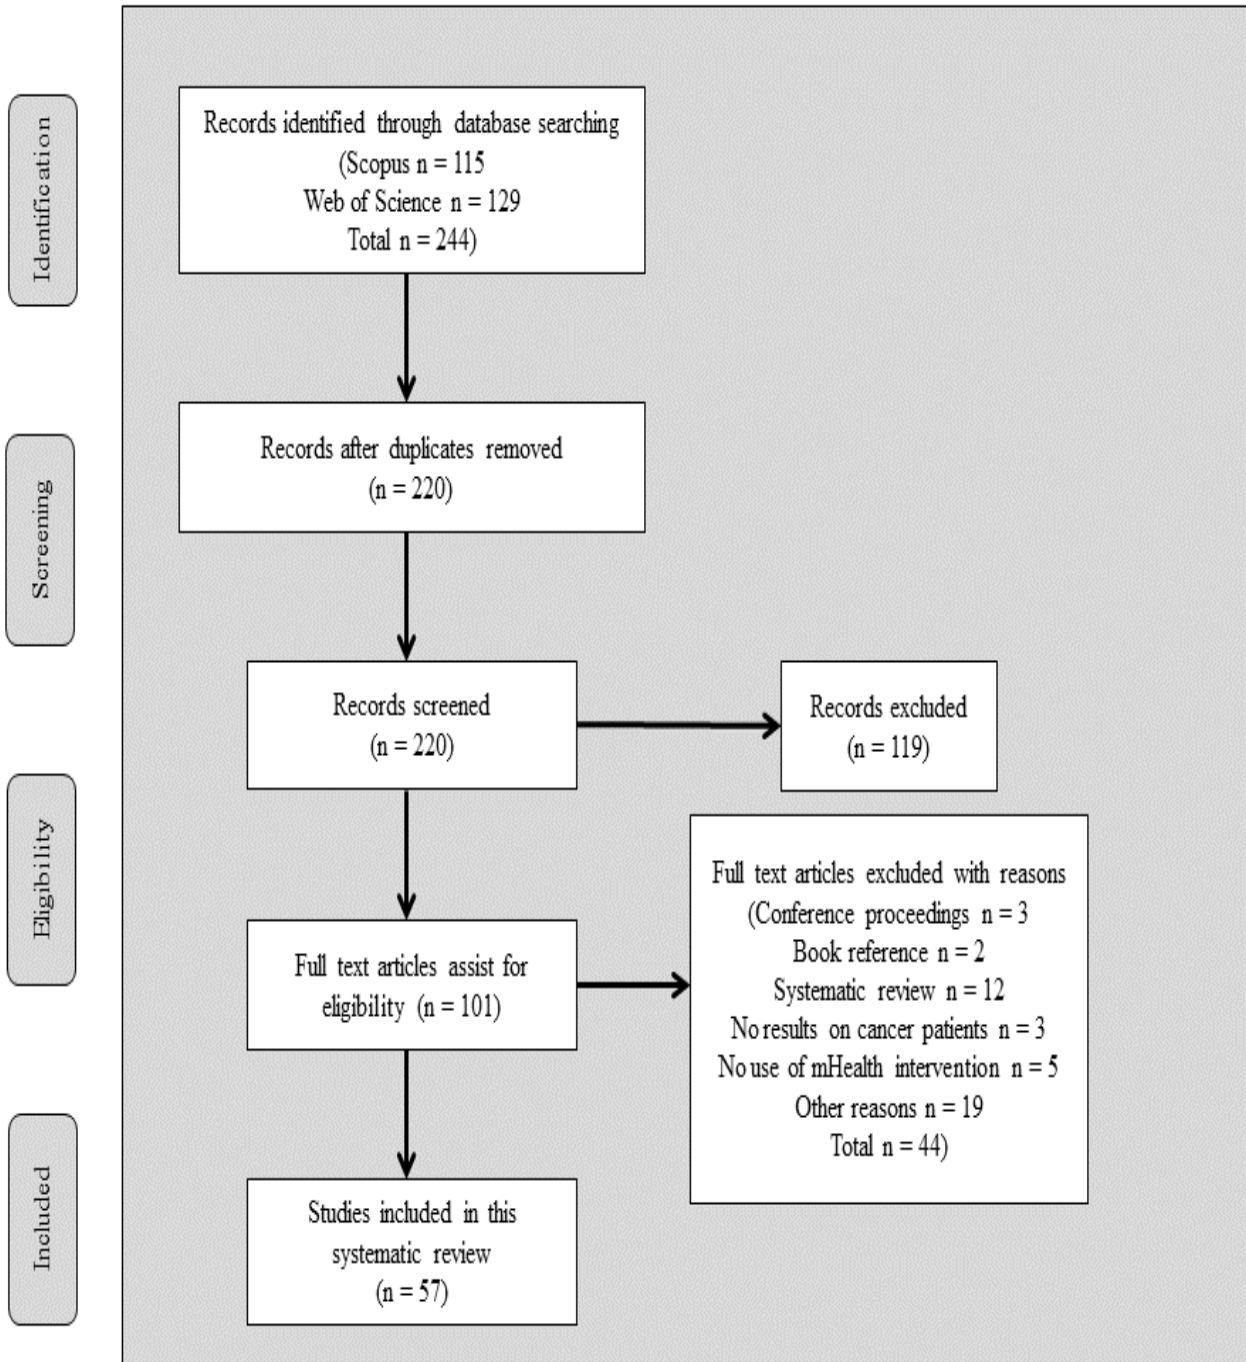 Identification
Records identified through database searching
(Scopus n = 115
Web of Science n = 129
Total n = 244)
Screening
Records after duplicates removed
(n = 220)
Records screened
(n = 220)
Records excluded
(n = 119)
Eligibility
Full text articles assist for
eligibility (n = 101)
Full text articles excluded with reasons
(Conference proceedings n = 3
Book reference n = 2
Systematic review n = 12
No results on cancer patients n = 3
No use of mHealth intervention n = 5
Other reasons n = 19
Total n = 44)
Included
Studies included in this
systematic review
(n = 57)